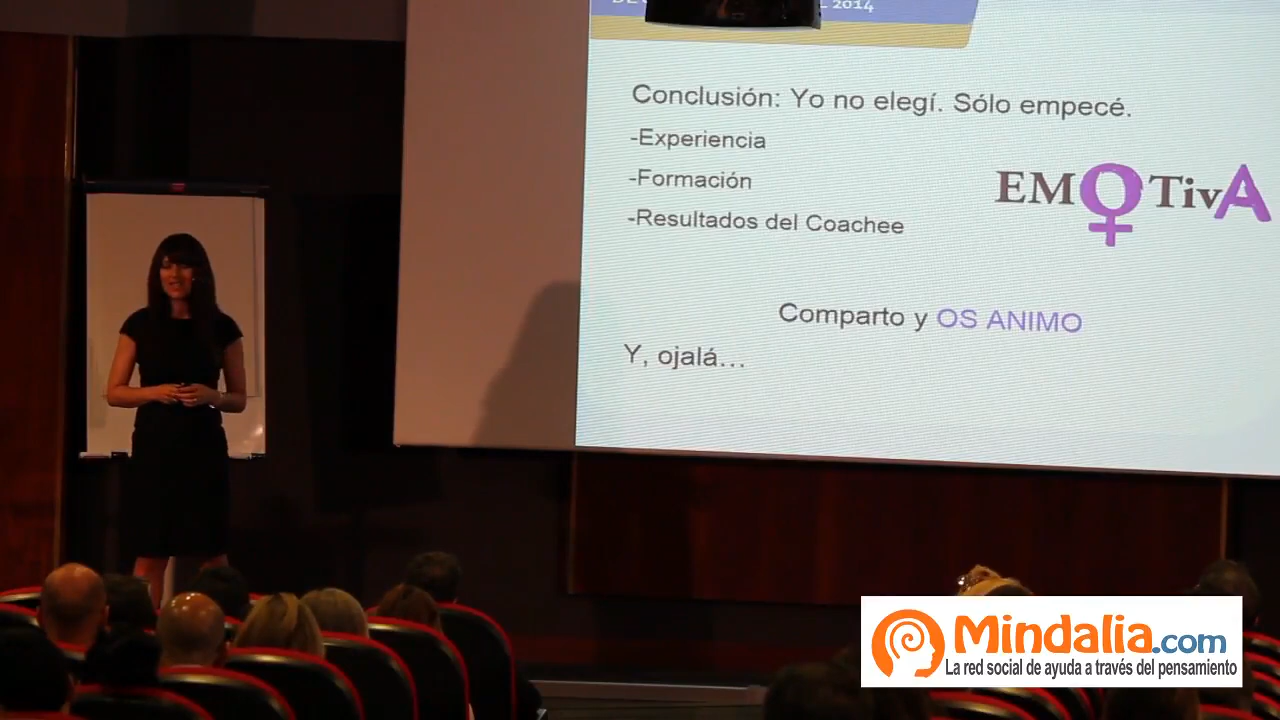 2014
Conclusión: Yo no elegí. Sólo empecé.
-Experiencia
-Formación
-Resultados del Coachee
EMOTivA
Comparto y OS ANIMO
Y, ojalá...
Mindalia.com
La red social de ayuda a través del pensamiento